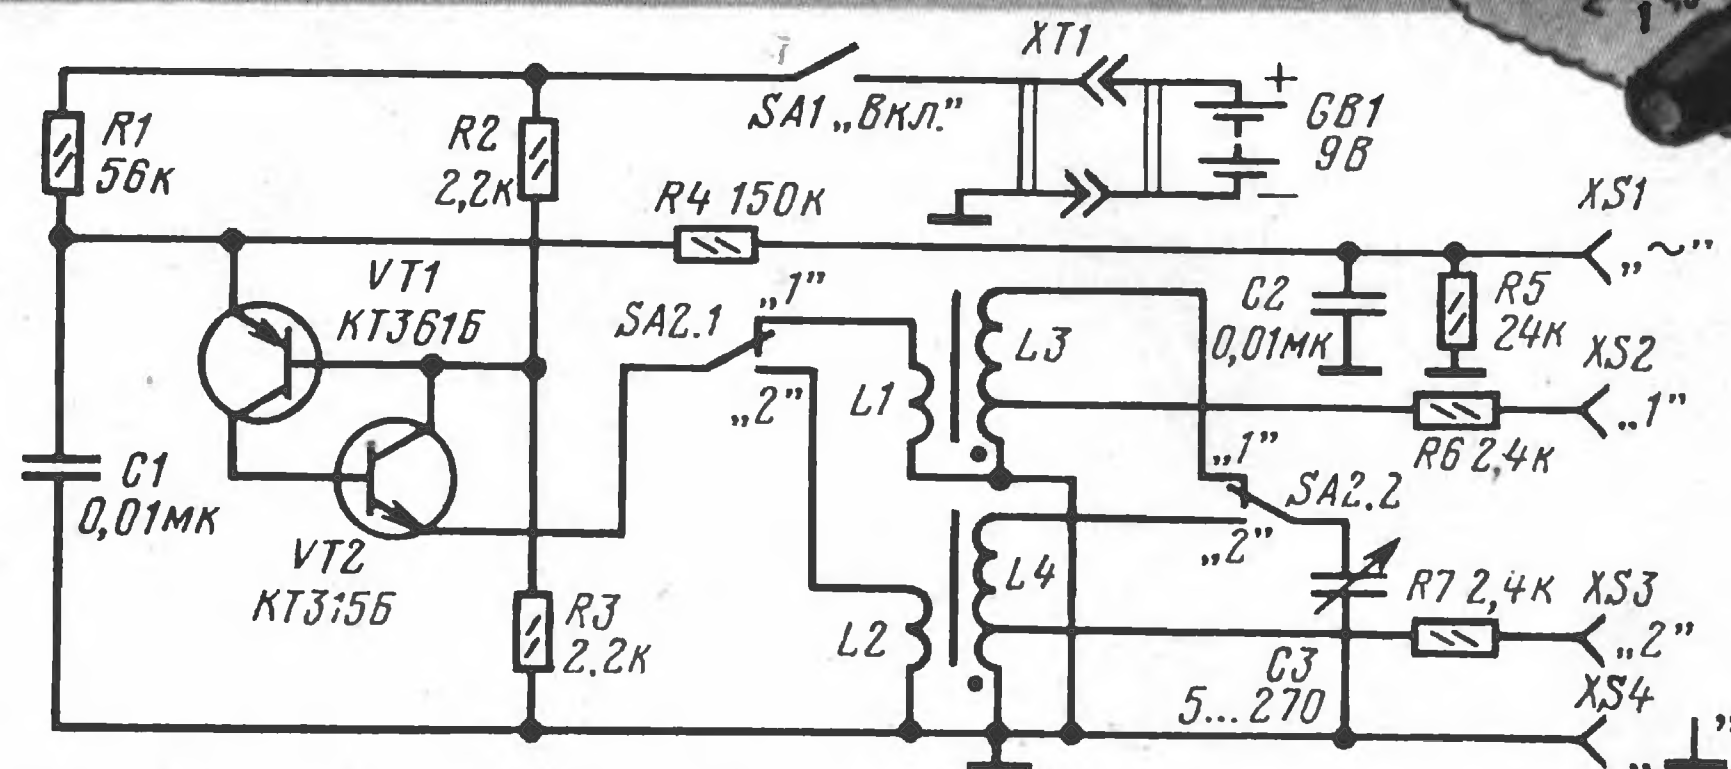 XT1
SA1 „Вкл.”
+
GB1
9В
−
R1
56к
R2
2,2к
R4 150к
XS1
„~”
VT1
КТ361Б
SA2.1
„1”
„2”
L1
L3
C2
0,01мк
R5
24к
XS2
„1”
R6 2,4к
C1
0,01мк
„1”
SA2.2
„2”
VT2
КТ315Б
L4
R7 2,4к
XS3
„2”
R3
2.2к
L2
C3
5...270
XS4